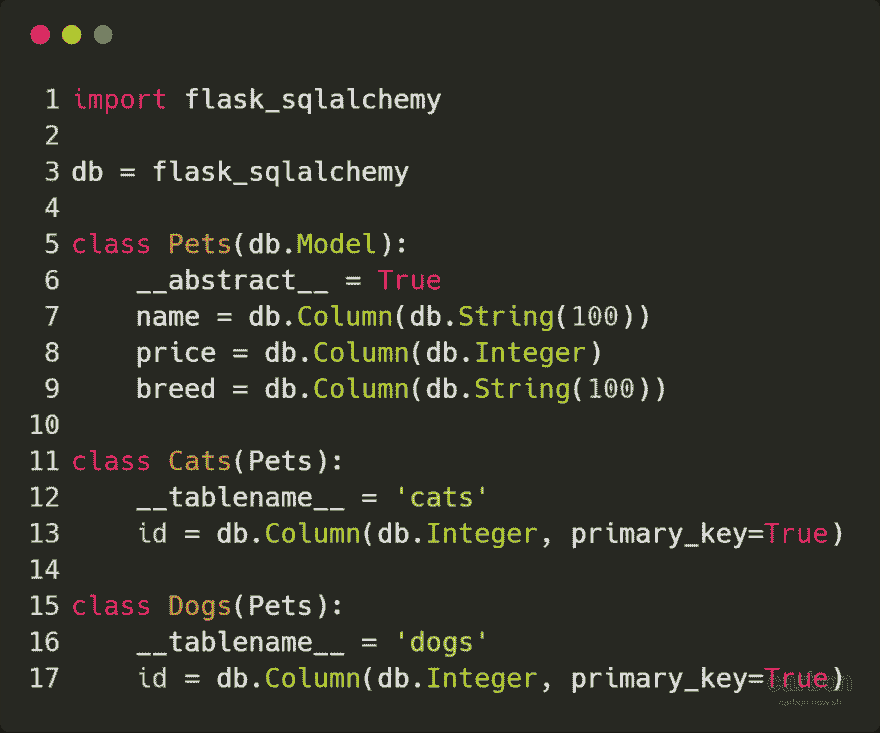 1 import flask_sqlalchemy
2
3 db = flask_sqlalchemy
4
5 class Pets(db.Model):
6     __abstract__ = True
7     name = db.Column(db.String(100))
8     price = db.Column(db.Integer)
9     breed = db.Column(db.String(100))
10
11 class Cats(Pets):
12     __tablename__ = 'cats'
13     id = db.Column(db.Integer, primary_key=True)
14
15 class Dogs(Pets):
16     __tablename__ = 'dogs'
17     id = db.Column(db.Integer, primary_key=True)